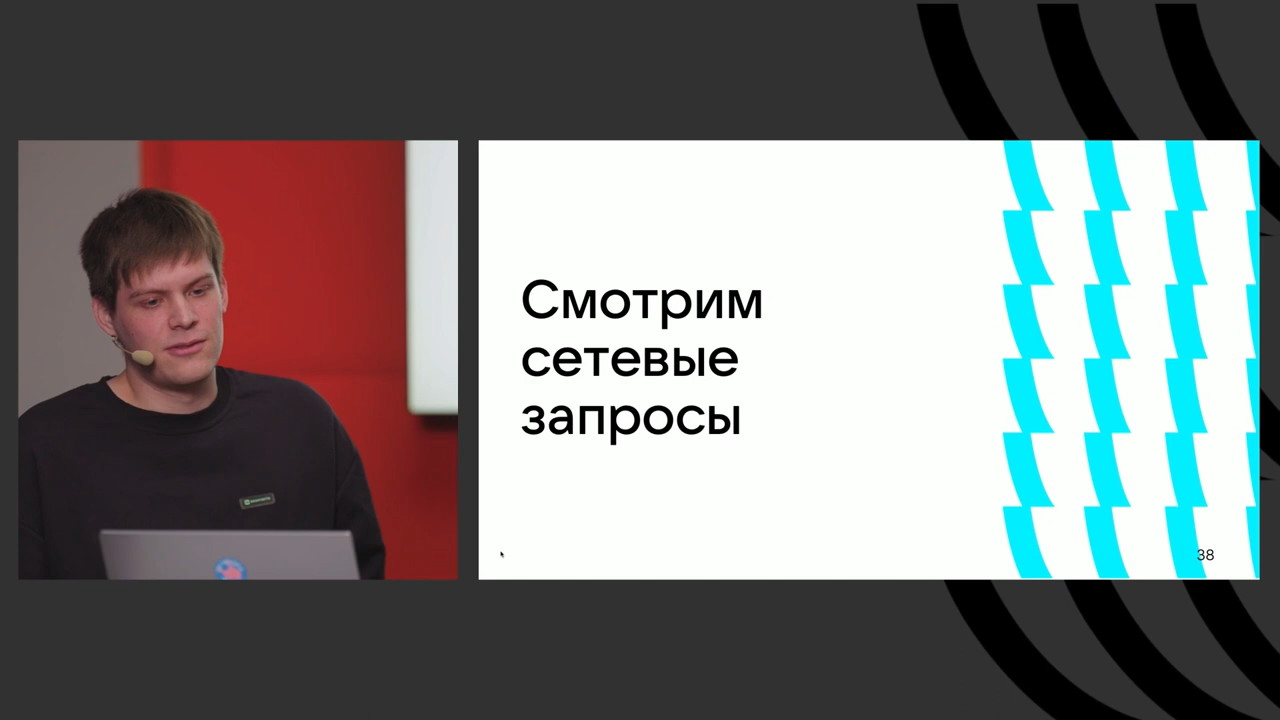 Смотрим
сетевые
запросы
38